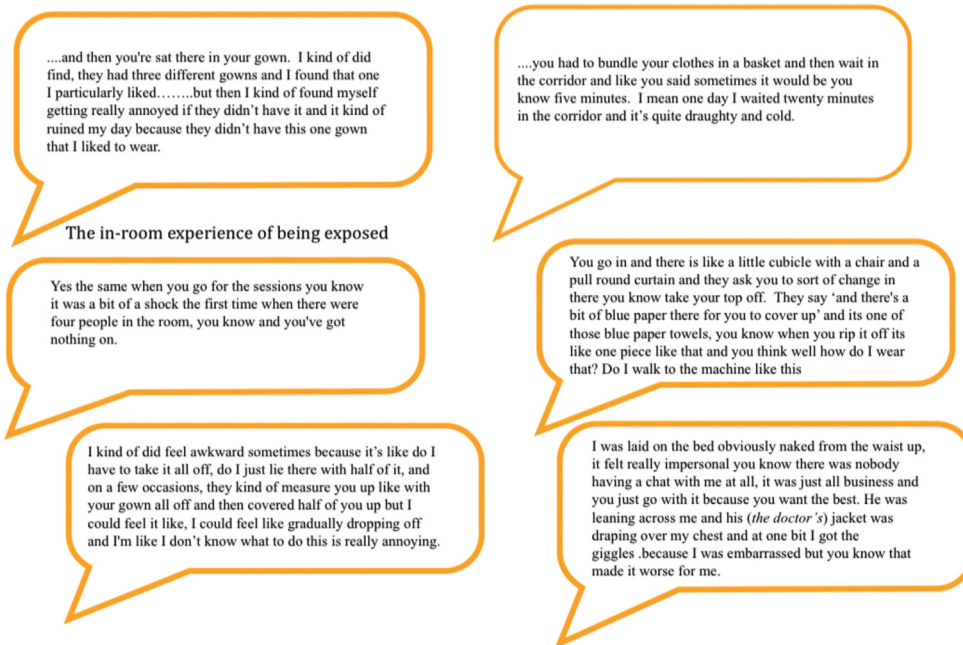 ....and then you're sat there in your gown. I kind of did
find, they had three different gowns and I found that one
I particularly liked……..but then I kind of found myself
getting really annoyed if they didn't have it and it kind of
ruined my day because they didn't have this one gown
that I liked to wear.
....you had to bundle your clothes in a basket and then wait in
the corridor and like you said sometimes it would be you
know five minutes. I mean one day I waited twenty minutes
in the corridor and it's quite draughty and cold.
The in-room experience of being exposed
Yes the same when you go for the sessions you know
it was a bit of a shock the first time when there were
four people in the room, you know and you've got
nothing on.
You go in and there is like a little cubicle with a chair and a
pull round curtain and they ask you to sort of change in
there you know take your top off. They say 'and there's a
bit of blue paper there for you to cover up' and its one of
those blue paper towels, you know when you rip it off its
like one piece like that and you think well how do I wear
that? Do I walk to the machine like this
I kind of did feel awkward sometimes because it's like do I
have to take it all off, do I just lie there with half of it, and
on a few occasions, they kind of measure you up like with
your gown all off and then covered half of you up but I
could feel it like, I could feel like gradually dropping off
and I'm like I don't know what to do this is really annoying.
I was laid on the bed obviously naked from the waist up,
it felt really impersonal you know there was nobody
having a chat with me at all, it was just all business and
you just go with it because you want the best. He was
leaning across me and his (the doctor's) jacket was
draping over my chest and at one bit I got the
giggles .because I was embarrassed but you know that
made it worse for me.